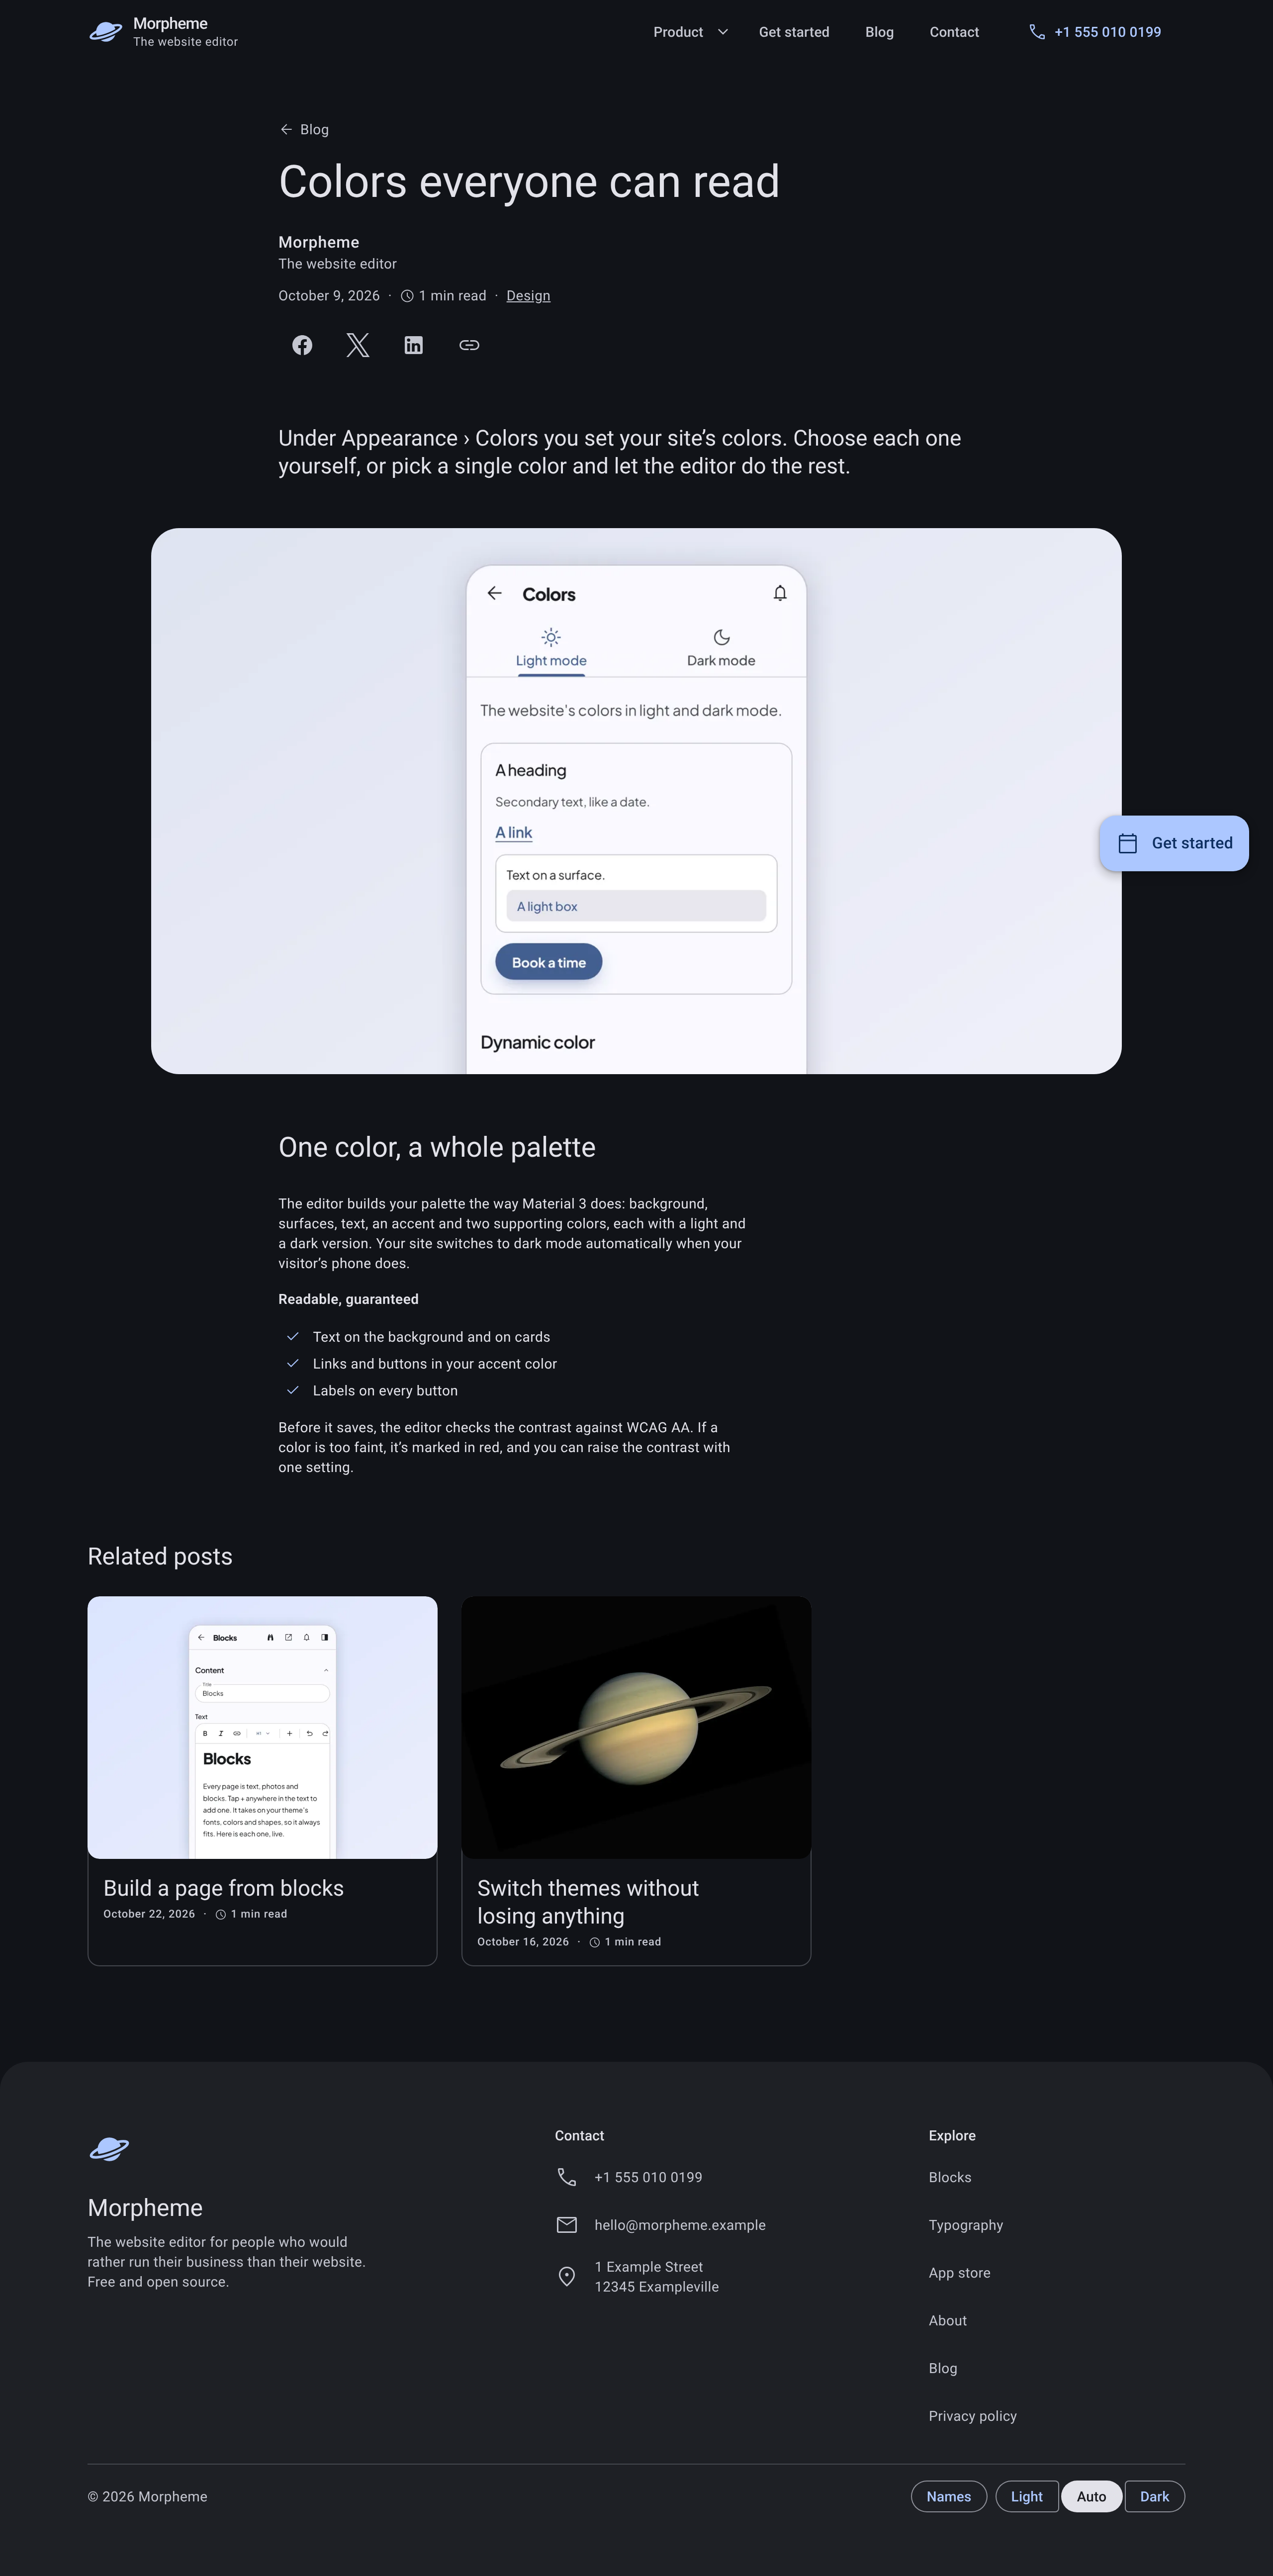 Morpheme
The website editor
Product
Get started
Blog
Contact
+1 555 010 0199
Blog
Colors everyone can read
Morpheme
The website editor
October 9, 2026 · 1 min read · Design
Under Appearance › Colors you set your site’s colors. Choose each one
yourself, or pick a single color and let the editor do the rest.
Colors
Light mode
Dark mode
The website's colors in light and dark mode.
A heading
Secondary text, like a date.
A link
Text on a surface.
A light box
Book a time
Dynamic color
Get started
One color, a whole palette
The editor builds your palette the way Material 3 does: background,
surfaces, text, an accent and two supporting colors, each with a light and
a dark version. Your site switches to dark mode automatically when your
visitor’s phone does.
Readable, guaranteed
Text on the background and on cards
Links and buttons in your accent color
Labels on every button
Before it saves, the editor checks the contrast against WCAG AA. If a
color is too faint, it’s marked in red, and you can raise the contrast with
one setting.
Related posts
Blocks
Content
Title
Blocks
Text
Blocks
Every page is text, photos and
blocks. Tap + anywhere in the text to
add one. It takes on your theme's
fonts, colors and shapes, so it always
fits. Here is each one, live.
Build a page from blocks
October 22, 2026 · 1 min read
Switch themes without
losing anything
October 16, 2026 · 1 min read
Morpheme
The website editor for people who would
rather run their business than their website.
Free and open source.
Contact
+1 555 010 0199
hello@morpheme.example
1 Example Street
12345 Exampleville
Explore
Blocks
Typography
App store
About
Blog
Privacy policy
© 2026 Morpheme
Names
Light
Auto
Dark